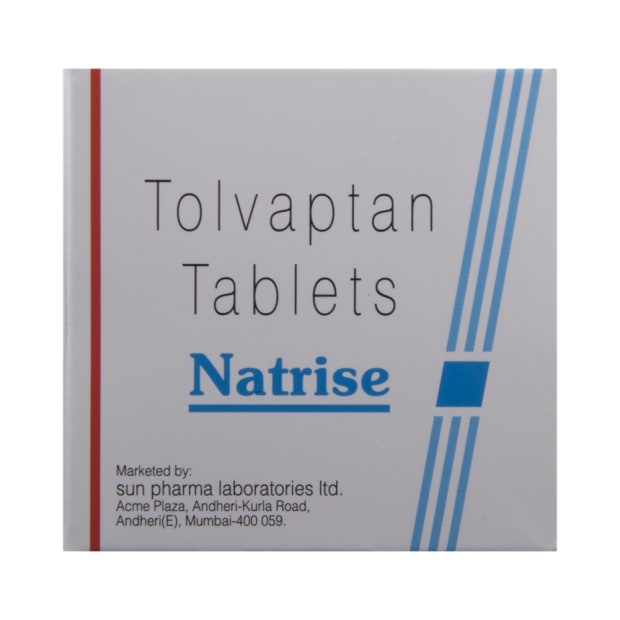 Tolvaptan
Tablets
Natrise
Marketed by:
sun pharma laboratories ltd.
Acme Plaza, Andheri-Kurla Road,
Andheri(E), Mumbai-400 059.